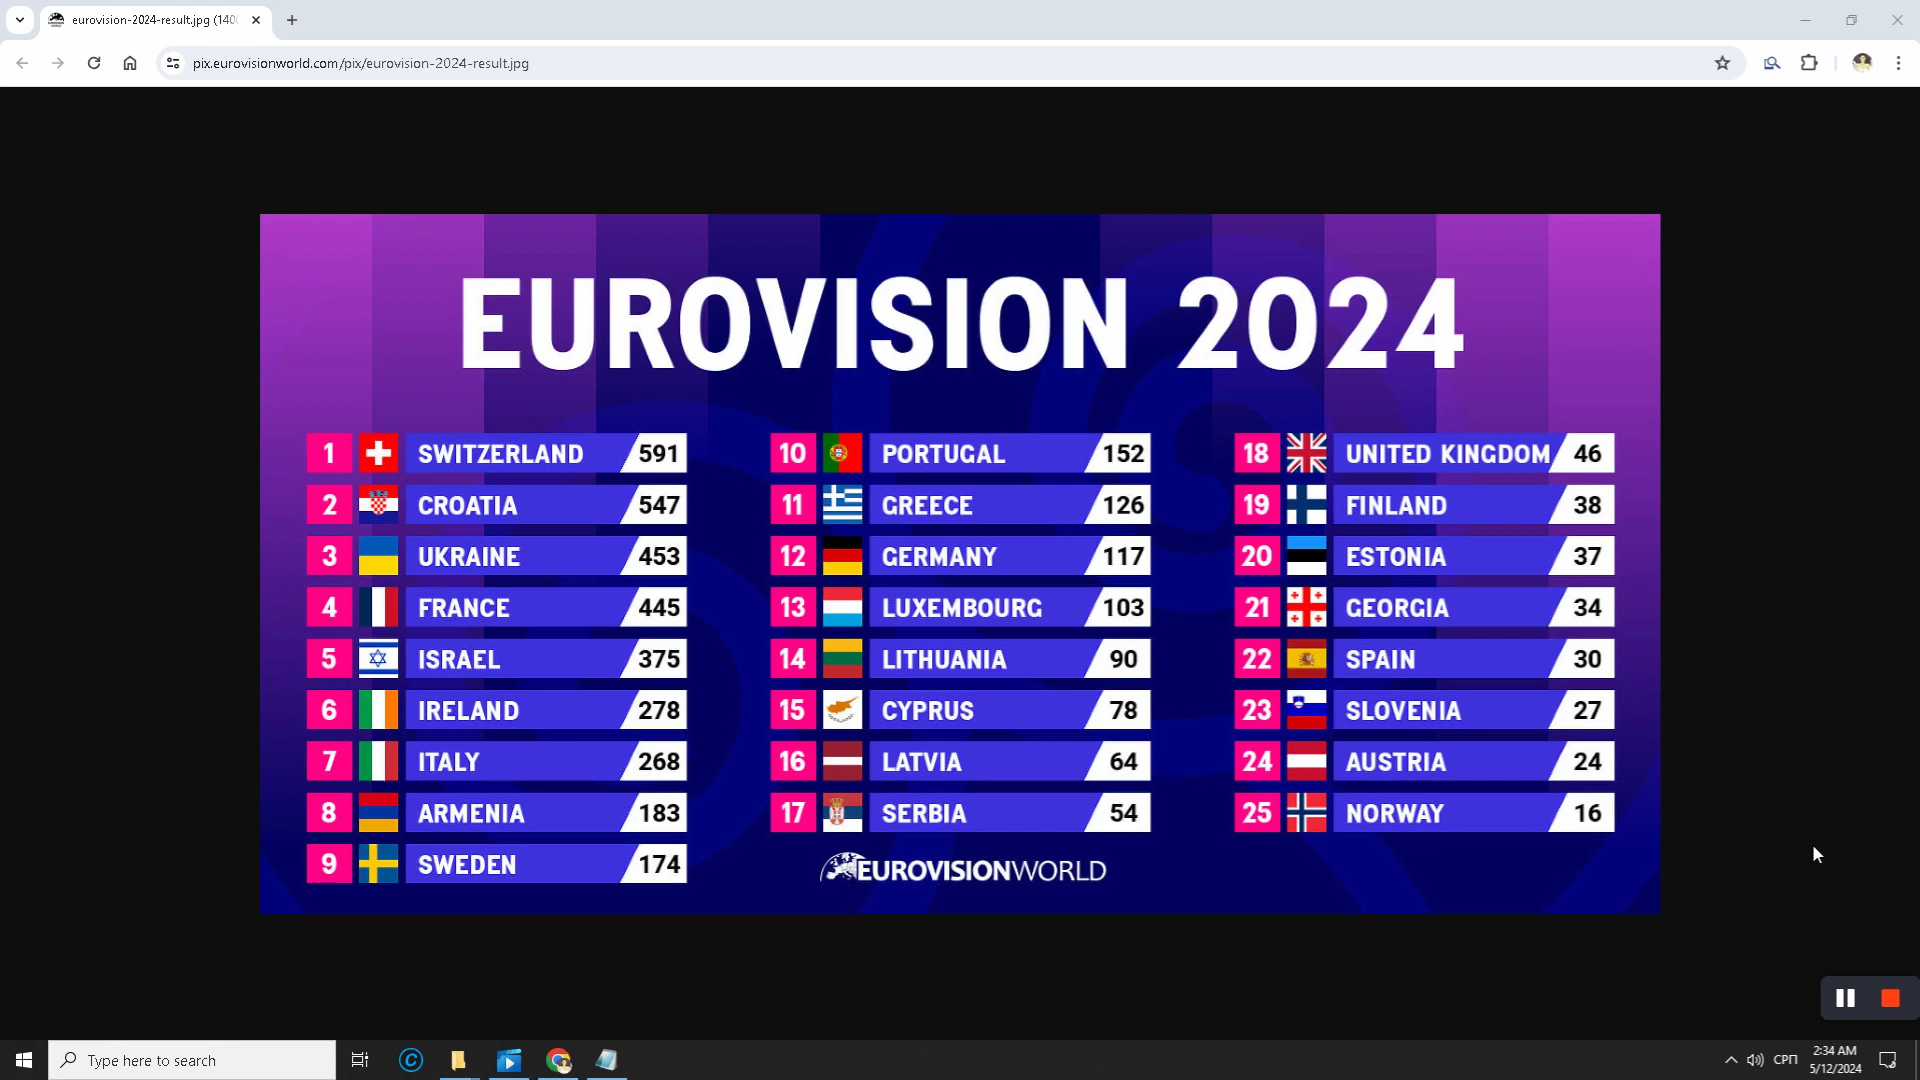 eurovision-2024-result.jpg (140
pix.eurovisionworld.com/pix/eurovision-2024-result.jpg
EUROVISION 2024
1 SWITZERLAND 591
2 CROATIA 547
3 UKRAINE 453
4 FRANCE 445
5 ISRAEL 375
6 IRELAND 278
7 ITALY 268
8 ARMENIA 183
9 SWEDEN 174
10 PORTUGAL 152
11 GREECE 126
12 GERMANY 117
13 LUXEMBOURG 103
14 LITHUANIA 90
15 CYPRUS 78
16 LATVIA 64
17 SERBIA 54
EUROVISIONWORLD
18 UNITED KINGDOM 46
19 FINLAND 38
20 ESTONIA 37
21 GEORGIA 34
22 SPAIN 30
23 SLOVENIA 27
24 AUSTRIA 24
25 NORWAY 16
Type here to search
СРП
2:34 AM
5/12/2024